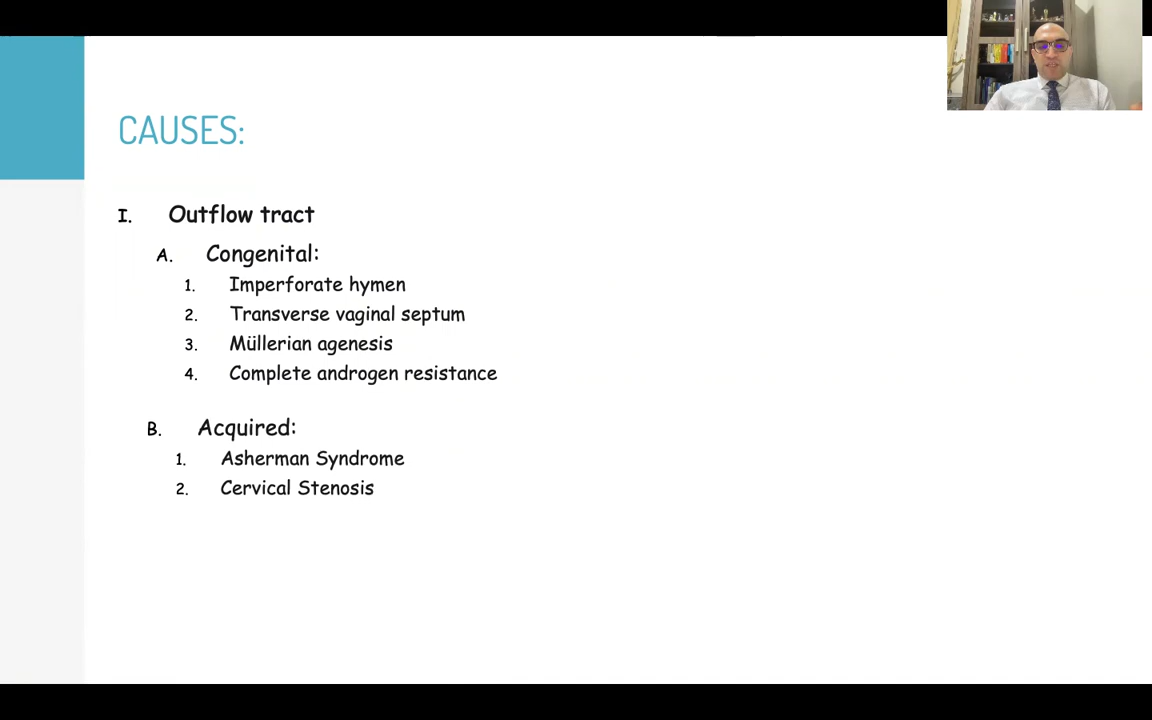 CAUSES:
I. Outflow tract
A. Congenital:
1. Imperforate hymen
2. Transverse vaginal septum
3. Müllerian agenesis
4. Complete androgen resistance
B. Acquired:
1. Asherman Syndrome
2. Cervical Stenosis